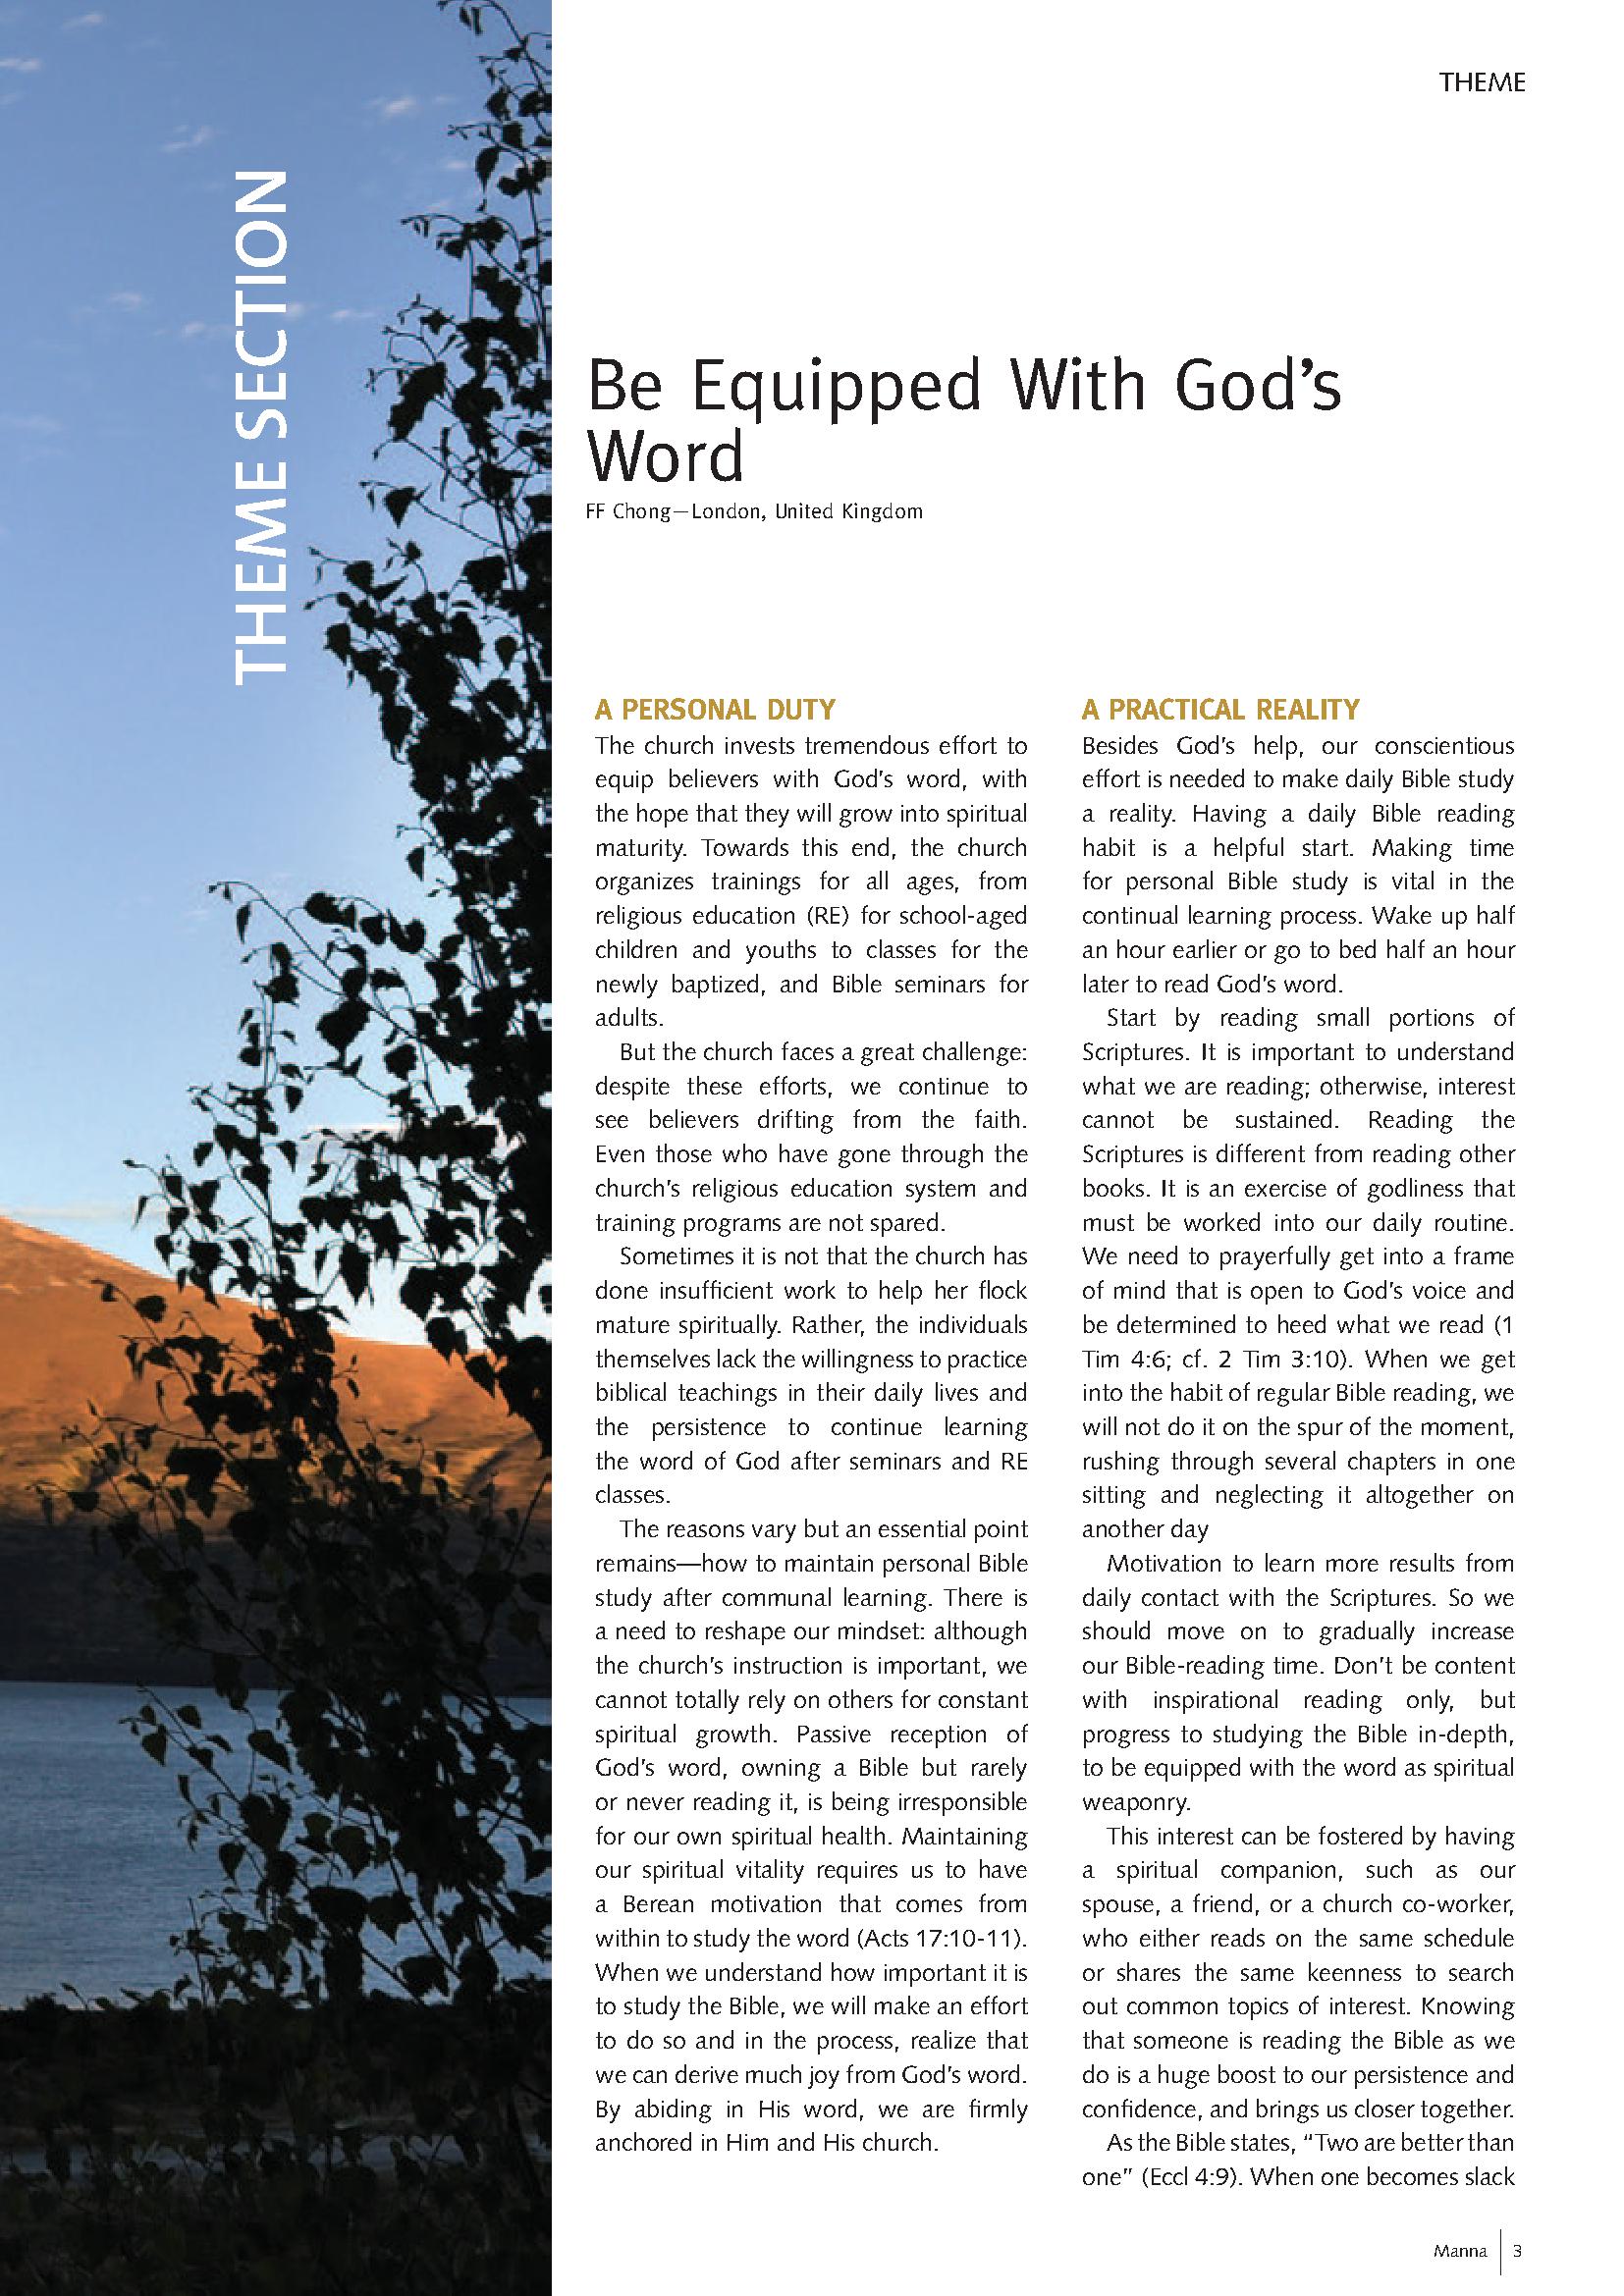 THEME
THEME SECTION
Be Equipped With God's
Word
FF Chong—London, United Kingdom
A PERSONAL DUTY
The church invests tremendous effort to
equip believers with God's word, with
the hope that they will grow into spiritual
maturity. Towards this end, the church
organizes trainings for all ages, from
religious education (RE) for school-aged
children and youths to classes for the
newly baptized, and Bible seminars for
adults.
But the church faces a great challenge:
despite these efforts, we continue to
see believers drifting from the faith.
Even those who have gone through the
church's religious education system and
training programs are not spared.
Sometimes it is not that the church has
done insufficient work to help her flock
mature spiritually. Rather, the individuals
themselves lack the willingness to practice
biblical teachings in their daily lives and
the persistence to continue learning
the word of God after seminars and RE
classes.
The reasons vary but an essential point
remains—how to maintain personal Bible
study after communal learning. There is
a need to reshape our mindset: although
the church's instruction is important, we
cannot totally rely on others for constant
spiritual growth. Passive reception of
God's word, owning a Bible but rarely
or never reading it, is being irresponsible
for our own spiritual health. Maintaining
our spiritual vitality requires us to have
a Berean motivation that comes from
within to study the word (Acts 17:10-11).
When we understand how important it is
to study the Bible, we will make an effort
to do so and in the process, realize that
we can derive much joy from God's word.
By abiding in His word, we are firmly
anchored in Him and His church.
A PRACTICAL REALITY
Besides God's help, our conscientious
effort is needed to make daily Bible study
a reality. Having a daily Bible reading
habit is a helpful start. Making time
for personal Bible study is vital in the
continual learning process. Wake up half
an hour earlier or go to bed half an hour
later to read God's word.
Start by reading small portions of
Scriptures. It is important to understand
what we are reading; otherwise, interest
cannot be sustained. Reading the
Scriptures is different from reading other
books. It is an exercise of godliness that
must be worked into our daily routine.
We need to prayerfully get into a frame
of mind that is open to God's voice and
be determined to heed what we read (1
Tim 4:6; cf. 2 Tim 3:10). When we get
into the habit of regular Bible reading, we
will not do it on the spur of the moment,
rushing through several chapters in one
sitting and neglecting it altogether on
another day
Motivation to learn more results from
daily contact with the Scriptures. So we
should move on to gradually increase
our Bible-reading time. Don't be content
with inspirational reading only, but
progress to studying the Bible in-depth,
to be equipped with the word as spiritual
weaponry.
This interest can be fostered by having
a spiritual companion, such as our
spouse, a friend, or a church co-worker,
who either reads on the same schedule
or shares the same keenness to search
out common topics of interest. Knowing
that someone is reading the Bible as we
do is a huge boost to our persistence and
confidence, and brings us closer together.
As the Bible states, "Two are better than
one" (Eccl 4:9). When one becomes slack
Manna 3